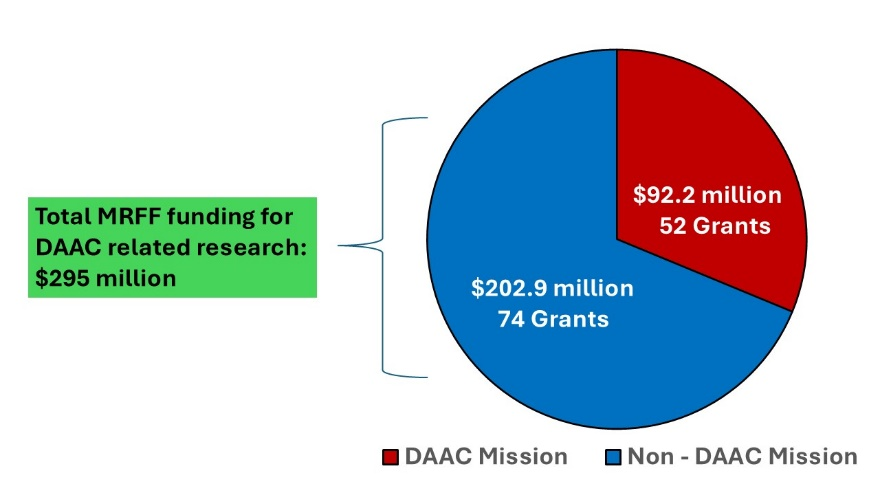 Total MRFF funding for
DAAC related research:
$295 million
$92.2 million
52 Grants
$202.9 million
74 Grants
DAAC Mission
Non - DAAC Mission